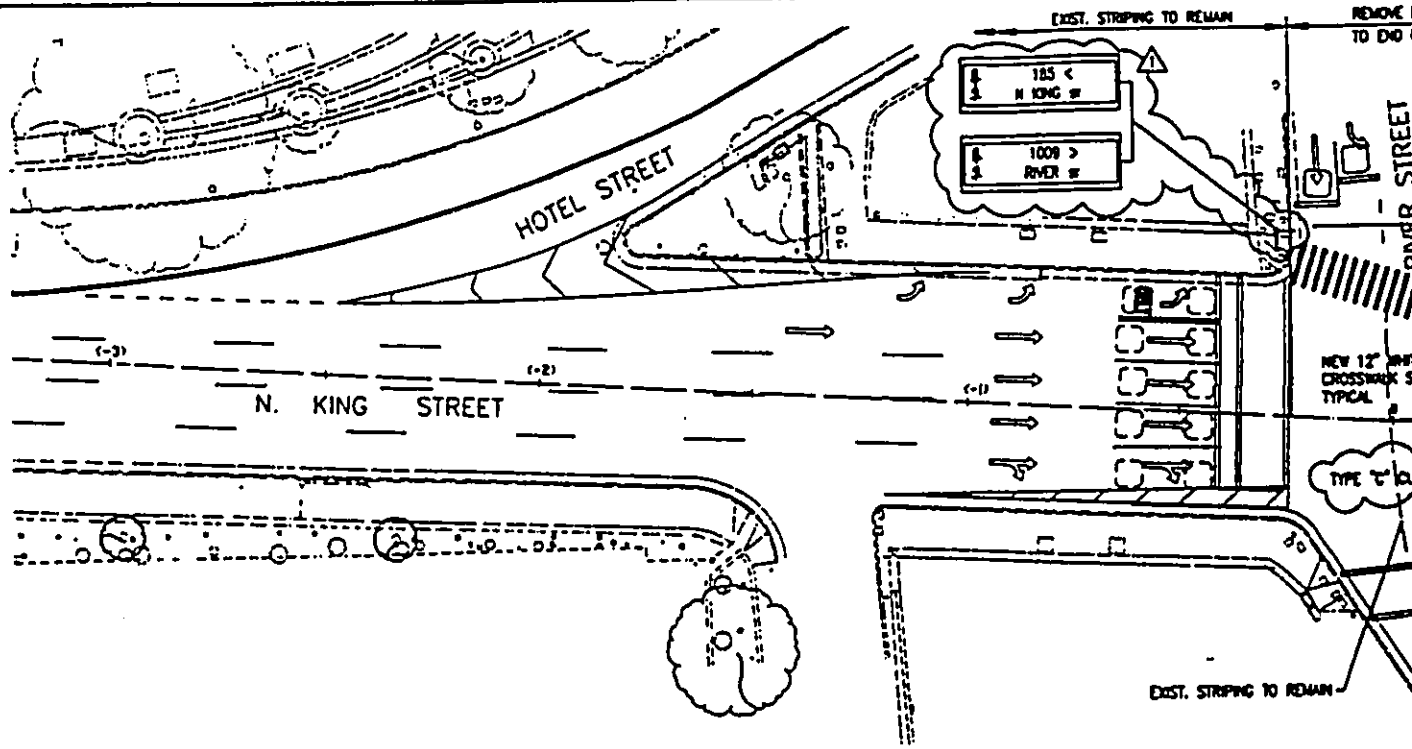 EXIST. STRIPING TO REMAIN
REMOVE
TO END
185 <
N KING ST
1009 >
RIVER ST
STREET
RIVER
HOTEL STREET
(-3)
(-2)
(-1)
N. KING STREET
NEW 12"
CROSSWALK
TYPICAL
TYPE "C"
EXIST. STRIPING TO REMAIN